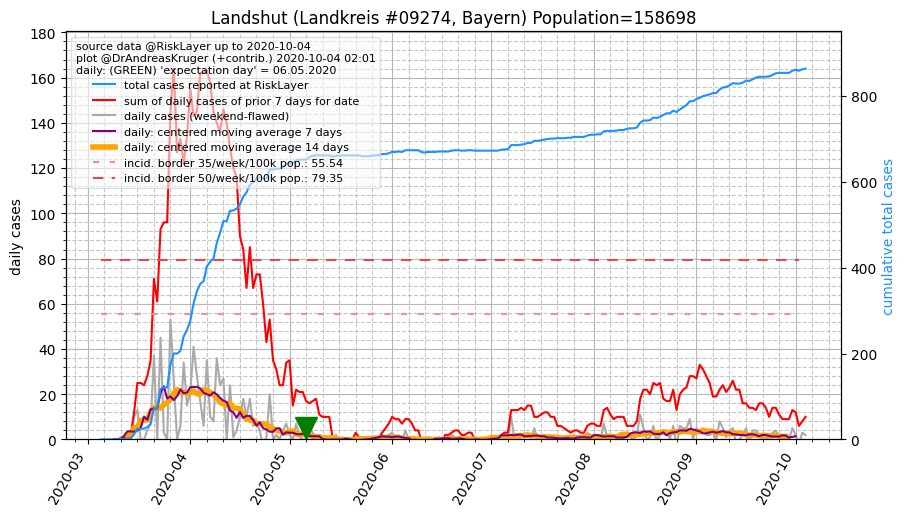 Landshut (Landkreis #09274, Bayern) Population=158698
source data @RiskLayer up to 2020-10-04
plot @DrAndreasKruger (+contrib.) 2020-10-04 02:01
daily: (GREEN) 'expectation day' = 06.05.2020
total cases reported at RiskLayer
sum of daily cases of prior 7 days for date
daily cases (weekend-flawed)
daily: centered moving average 7 days
daily: centered moving average 14 days
incid. border 35/week/100k pop.: 55.54
incid. border 50/week/100k pop.: 79.35
daily cases
180
160
140
120
100
80
60
40
20
0
cumulative total cases
800
600
400
200
0
2020-03
2020-04
2020-05
2020-06
2020-07
2020-08
2020-09
2020-10